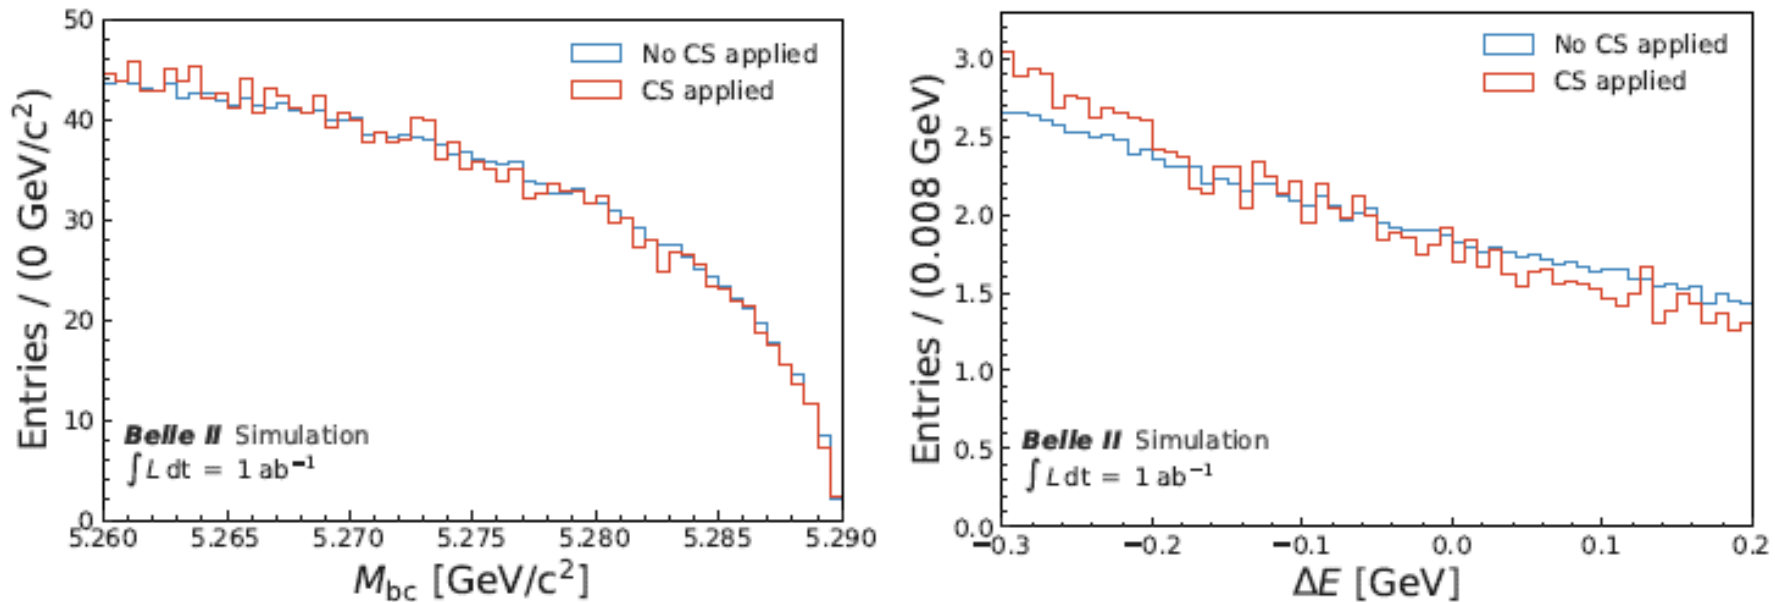 50
40
30
20
10
0
Entries / (0 GeV/c²)
No CS applied
CS applied
Belle II Simulation
∫L dt = 1 ab⁻¹
5.260 5.265 5.270 5.275 5.280 5.285 5.290
M_bc [GeV/c²]
3.0
2.5
2.0
1.5
1.0
0.5
0.0
Entries / (0.008 GeV)
No CS applied
CS applied
Belle II Simulation
∫L dt = 1 ab⁻¹
−0.3 −0.2 −0.1 0.0 0.1 0.2
ΔE [GeV]